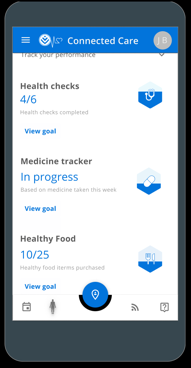 Connected Care
JB
Track your performance
Health checks
4/6
Health checks completed
View goal
Medicine tracker
In progress
Based on medicine taken this week
View goal
Healthy Food
10/25
Healthy food items purchased
View goal